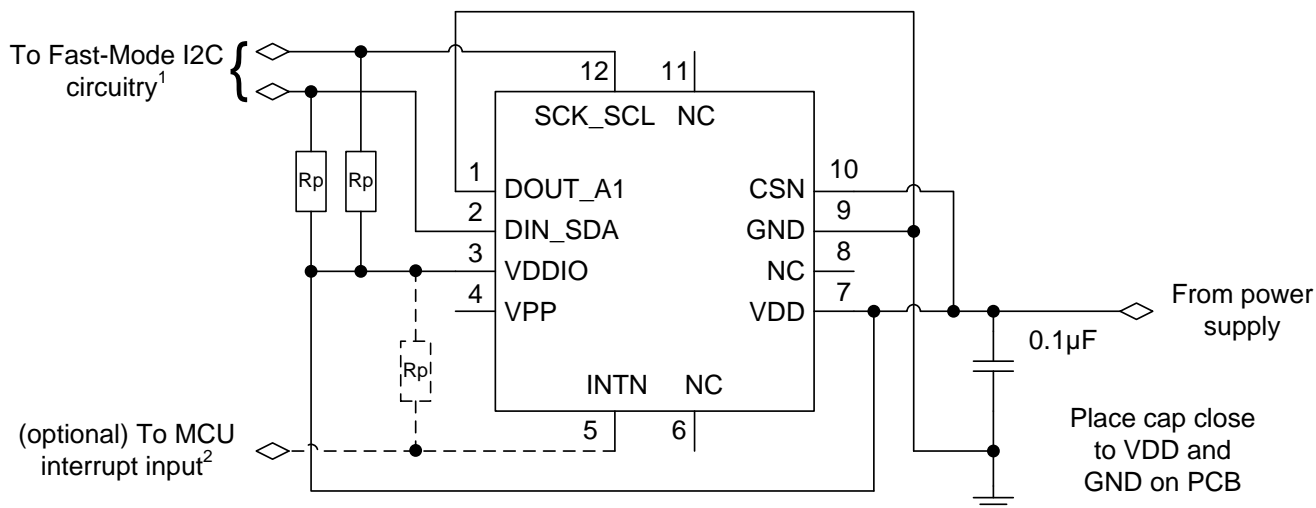 To Fast-Mode I2C
circuitry1
{
12
11
SCK_SCL NC
Rp
Rp
1
DOUT_A1
CSN
10
2
DIN_SDA
GND
9
3
VDDIO
NC
8
4
VPP
VDD
7
Rp
INTN NC
5
6
From power
supply
0.1µF
(optional) To MCU
interrupt input2
Place cap close
to VDD and
GND on PCB